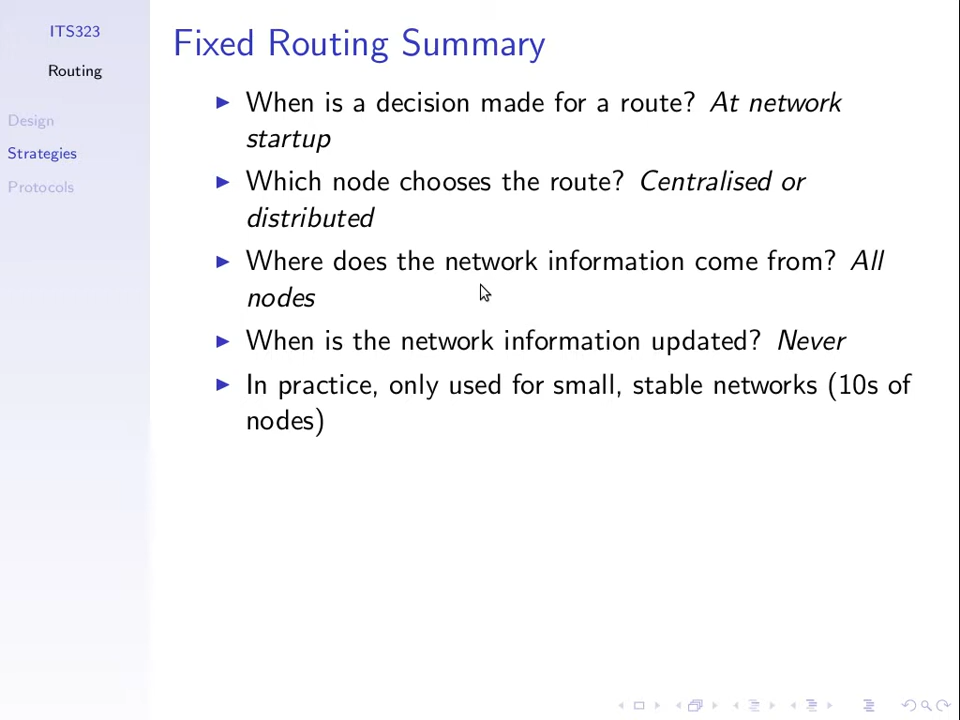 ITS323
Routing
Design
Strategies
Protocols
Fixed Routing Summary
When is a decision made for a route? At network
startup
Which node chooses the route? Centralised or
distributed
Where does the network information come from? All
nodes
When is the network information updated? Never
In practice, only used for small, stable networks (10s of
nodes)